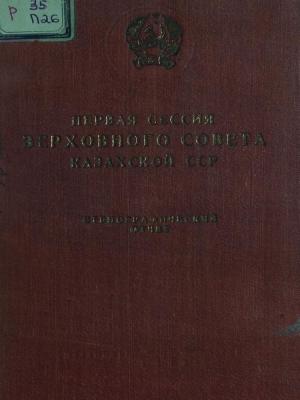 Р 35
П26
ПЕРВАЯ СЕССИЯ
ВЕРХОВНОГО СОВЕТА
КАЗАХСКОЙ ССР
СТЕНОГРАФИЧЕСКИЙ
ОТЧЕТ